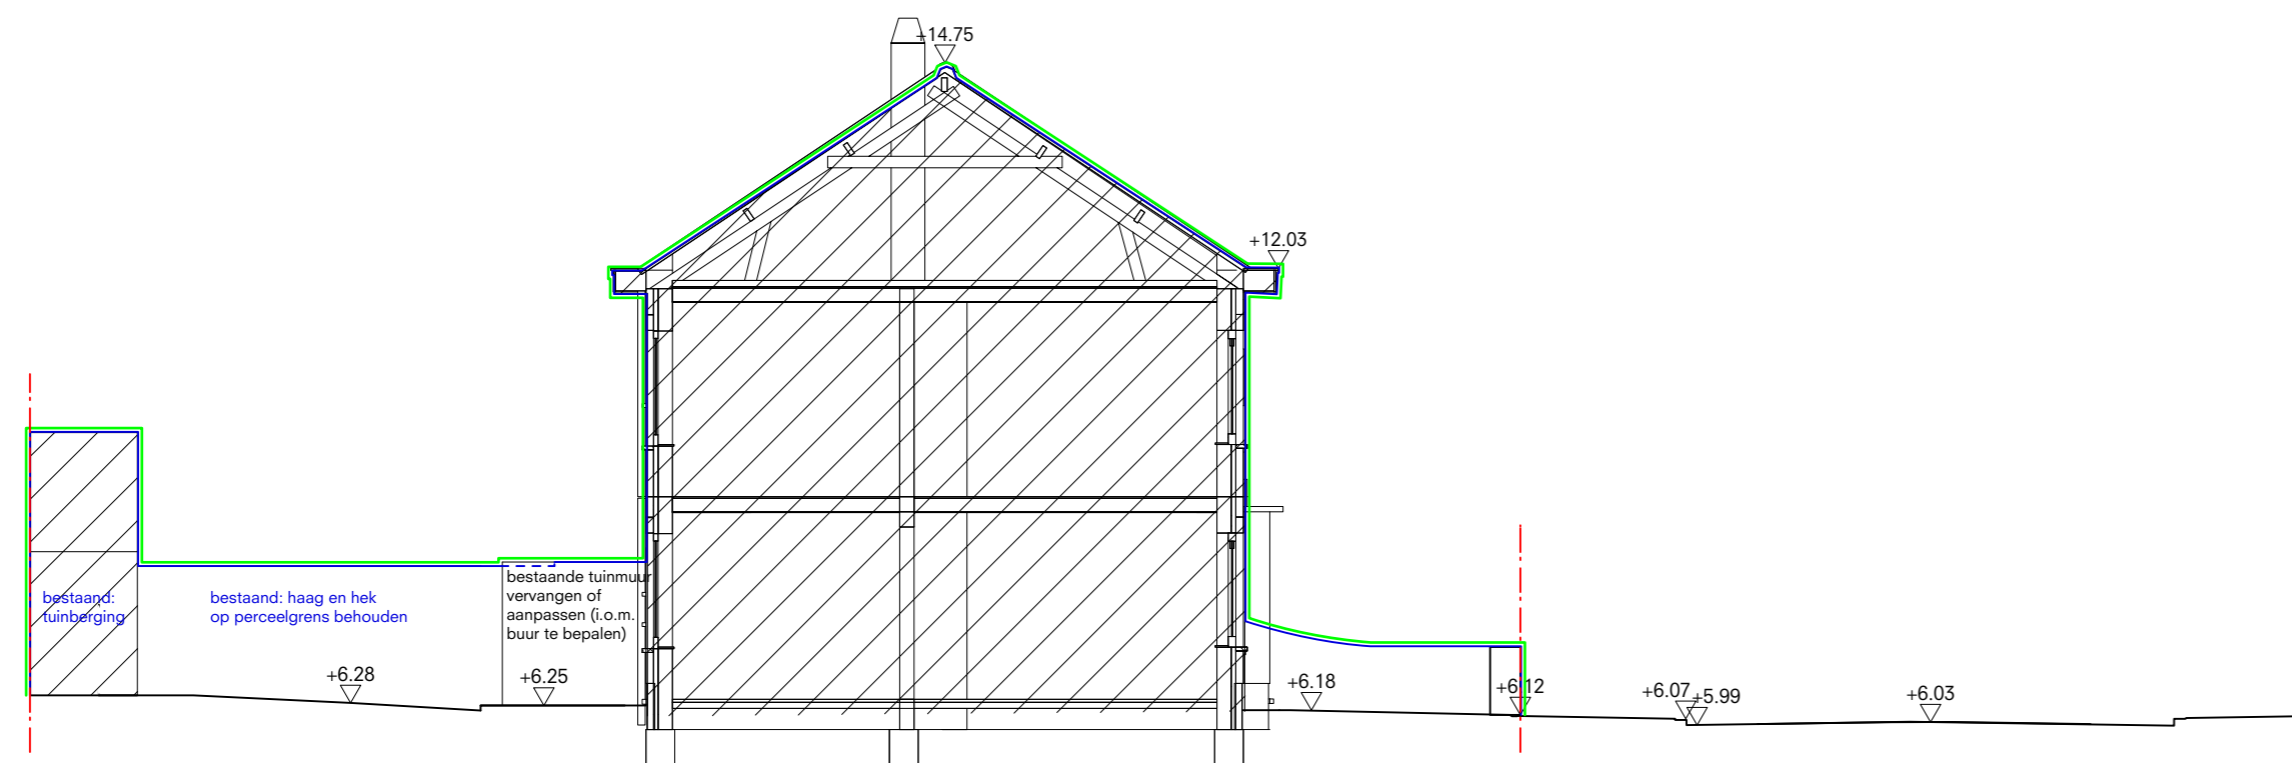 +14.75
+12.03
bestaand:
tuinberging
bestaand: haag en hek
op perceelgrens behouden
bestaande tuinmuur
vervangen of
aanpassen (i.o.m.
buur te bepalen)
+6.28
+6.25
+6.18
+6.12
+6.07
+5.99
+6.03